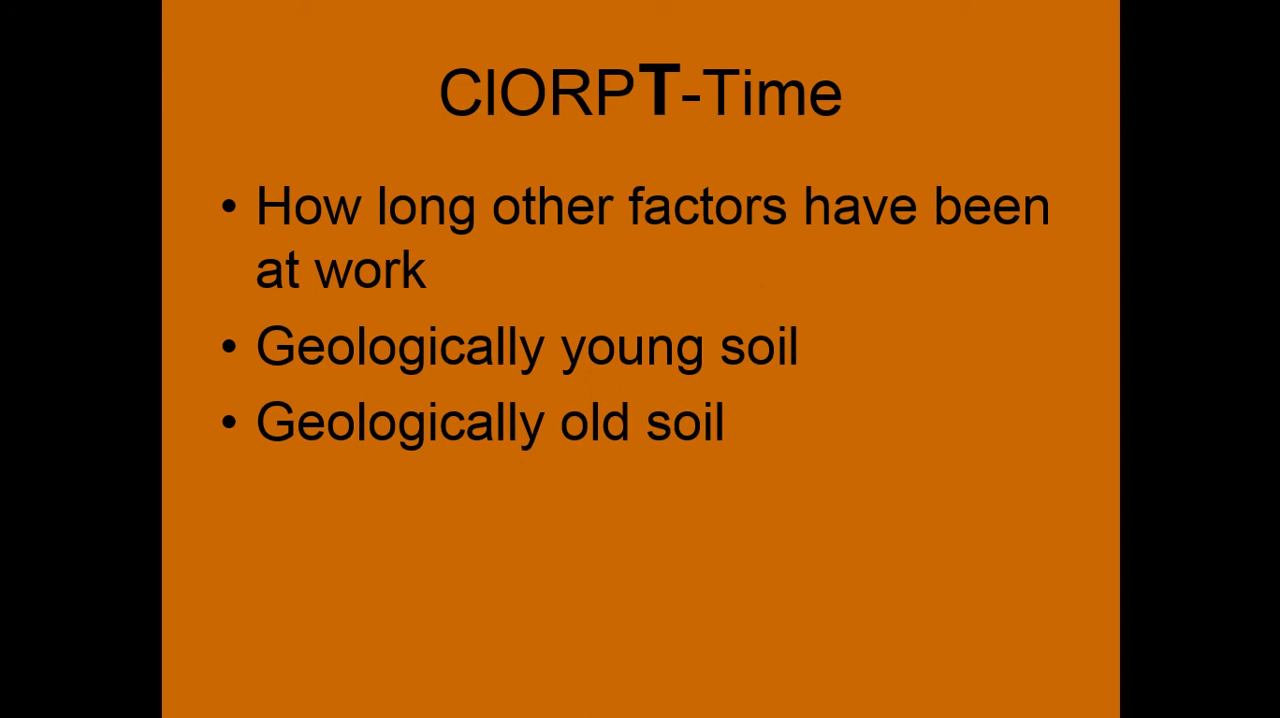 ClORPT-Time
• How long other factors have been
at work
• Geologically young soil
• Geologically old soil